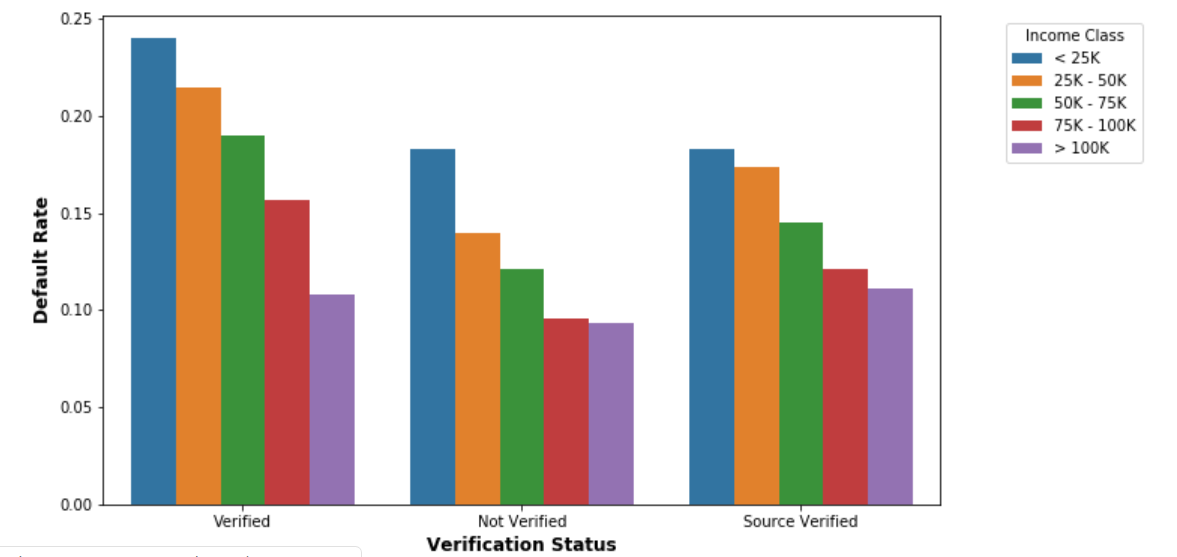 0.25
0.20
0.15
0.10
0.05
0.00
Default Rate
Verified
Not Verified
Source Verified
Verification Status
Income Class
< 25K
25K - 50K
50K - 75K
75K - 100K
> 100K